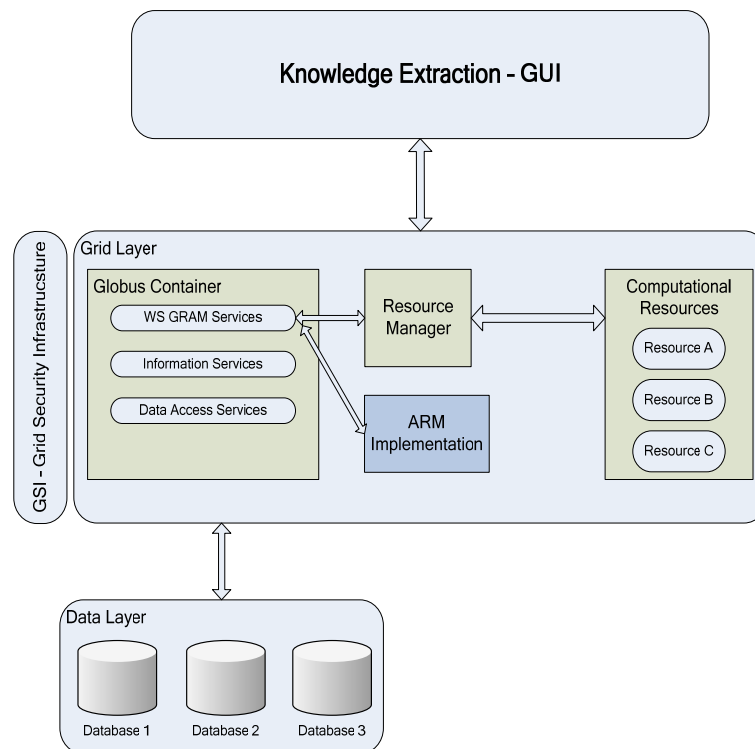 Knowledge Extraction - GUI
GSI - Grid Security Infrastrucsture
Grid Layer
Globus Container
WS GRAM Services
Information Services
Data Access Services
Resource
Manager
ARM
Implementation
Computational
Resources
Resource A
Resource B
Resource C
Data Layer
Database 1
Database 2
Database 3